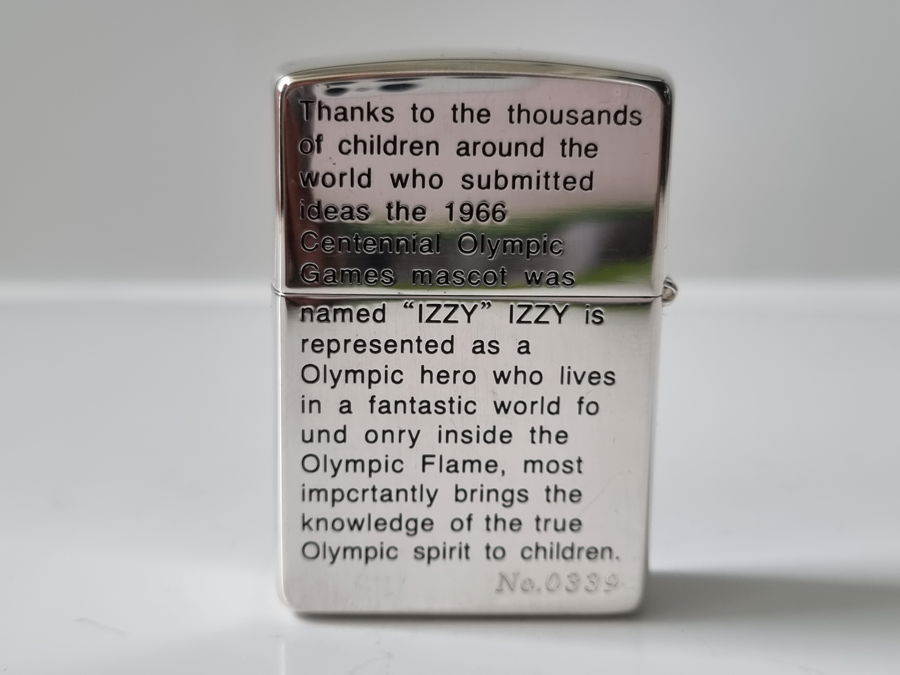 Thanks to the thousands
of children around the
world who submitted
ideas the 1966
Centennial Olympic
Games mascot was
named “IZZY” IZZY is
represented as a
Olympic hero who lives
in a fantastic world fo
und onry inside the
Olympic Flame, most
impcrtantly brings the
knowledge of the true
Olympic spirit to children.
No.0339